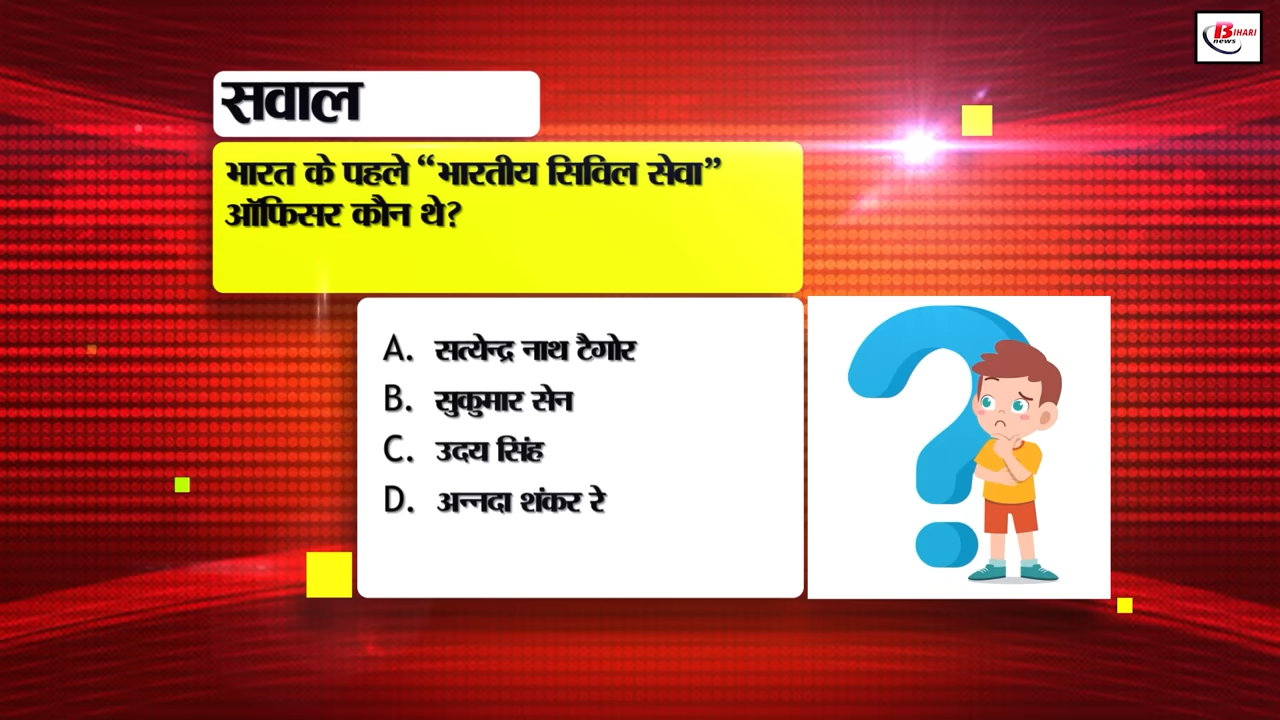 BIHARI
news
सवाल
भारत के पहले “भारतीय सिविल सेवा”
ऑफिसर कौन थे?
A. सत्येन्द्र नाथ टैगोर
B. सुकुमार सेन
C. उदय सिंह
D. अन्नदा शंकर रे